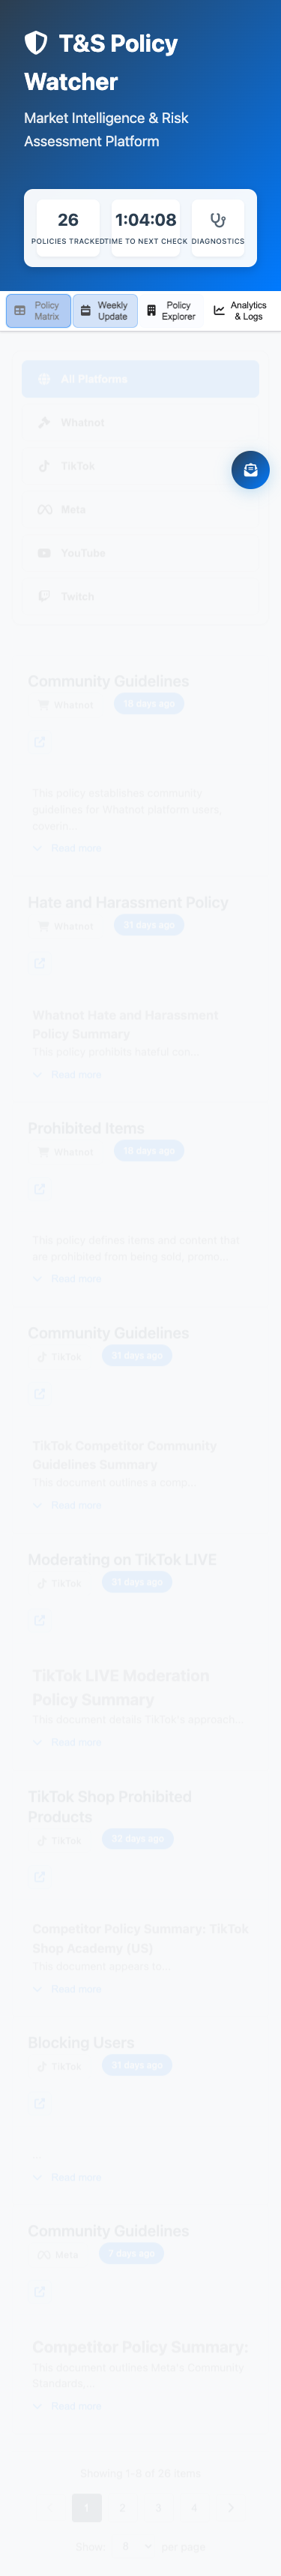 T&S Policy
Watcher
Market Intelligence & Risk
Assessment Platform
26
POLICIES TRACKED
1:04:08
TIME TO NEXT CHECK
DIAGNOSTICS
Policy
Matrix
Weekly
Update
Policy
Explorer
Analytics
& Logs
All Platforms
Whatnot
TikTok
Meta
YouTube
Twitch
Community Guidelines
Whatnot
18 days ago
This policy establishes community
guidelines for Whatnot platform users,
coverin...
Read more
Hate and Harassment Policy
Whatnot
31 days ago
Whatnot Hate and Harassment
Policy Summary
This policy prohibits hateful con...
Read more
Prohibited Items
Whatnot
18 days ago
This policy defines items and content that
are prohibited from being sold, promo...
Read more
Community Guidelines
TikTok
31 days ago
TikTok Competitor Community
Guidelines Summary
This document outlines a comp...
Read more
Moderating on TikTok LIVE
TikTok
31 days ago
TikTok LIVE Moderation
Policy Summary
This document details TikTok's approach...
Read more
TikTok Shop Prohibited
Products
TikTok
32 days ago
Competitor Policy Summary: TikTok
Shop Academy (US)
This document appears to...
Read more
Blocking Users
TikTok
31 days ago
...
Read more
Community Guidelines
Meta
7 days ago
Competitor Policy Summary:
This document outlines Meta's Community
Standards, ...
Read more
Showing 1-8 of 26 items
1 2 3 4
Show: 8 per page